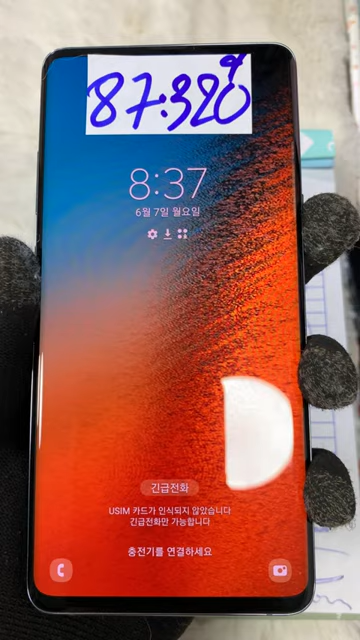 87.320
8:37
6월 7일 월요일
긴급전화
USIM 카드가 인식되지 않았습니다
긴급전화만 가능합니다
충전기를 연결하세요